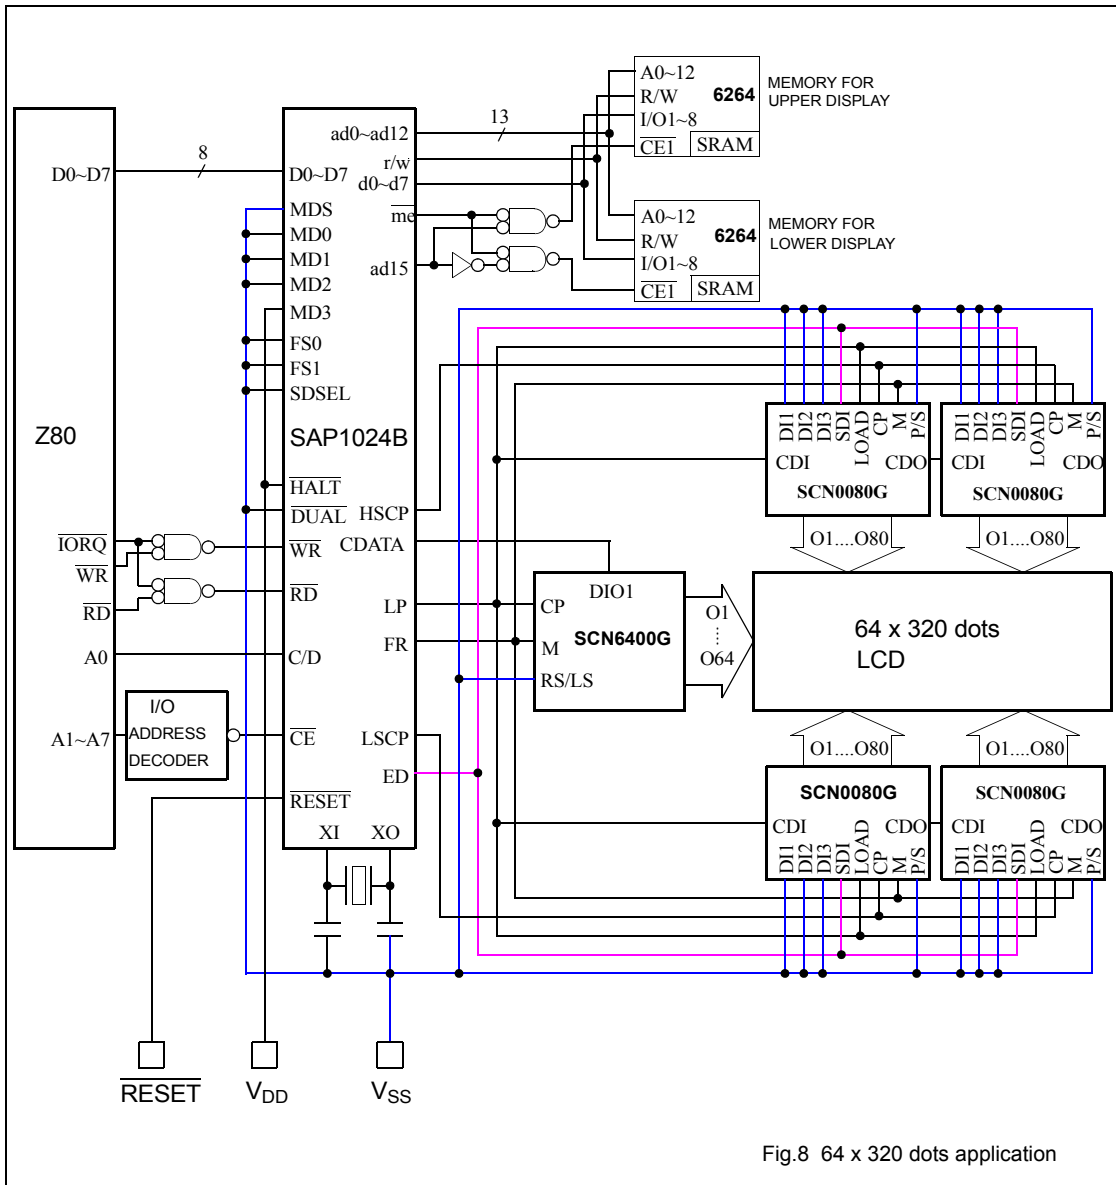 Z80
D0~D7
IORQ
WR
RD
A0
A1~A7
8
I/O
ADDRESS
DECODER
SAP1024B
D0~D7
MDS
MD0
MD1
MD2
MD3
FS0
FS1
SDSEL
HALT
DUAL
WR
RD
C/D
CE
RESET
XI
XO
ad0~ad12
r/w
d0~d7
me
ad15
HSCP
CDATA
LP
FR
LSCP
ED
13
A0~12
R/W
6264
I/O1~8
CE1
SRAM
MEMORY FOR
UPPER DISPLAY
A0~12
R/W
6264
I/O1~8
CE1
SRAM
MEMORY FOR
LOWER DISPLAY
DI1
DI2
DI3
SDI
LOAD
CP
M
P/S
CDI
CDO
SCN0080G
O1....O80
DI1
DI2
DI3
SDI
LOAD
CP
M
P/S
CDI
CDO
SCN0080G
O1....O80
DIO1
CP
SCN6400G
M
RS/LS
O1
O64
64 x 320 dots
LCD
O1....O80
SCN0080G
CDI
CDO
DI1
DI2
DI3
SDI
LOAD
CP
M
P/S
O1....O80
SCN0080G
CDI
CDO
DI1
DI2
DI3
SDI
LOAD
CP
M
P/S
RESET
VDD
VSS
Fig.8 64 x 320 dots application